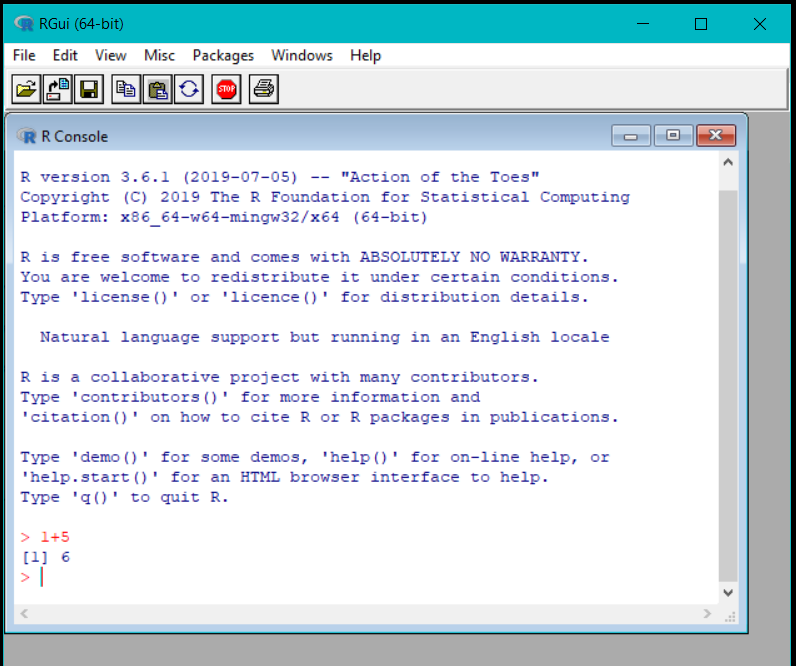 RGui (64-bit)
File Edit View Misc Packages Windows Help
STOP
R Console
R version 3.6.1 (2019-07-05) -- "Action of the Toes"
Copyright (C) 2019 The R Foundation for Statistical Computing
Platform: x86_64-w64-mingw32/x64 (64-bit)
R is free software and comes with ABSOLUTELY NO WARRANTY.
You are welcome to redistribute it under certain conditions.
Type 'license()' or 'licence()' for distribution details.
Natural language support but running in an English locale
R is a collaborative project with many contributors.
Type 'contributors()' for more information and
'citation()' on how to cite R or R packages in publications.
Type 'demo()' for some demos, 'help()' for on-line help, or
'help.start()' for an HTML browser interface to help.
Type 'q()' to quit R.
> 1+5
[1] 6
>